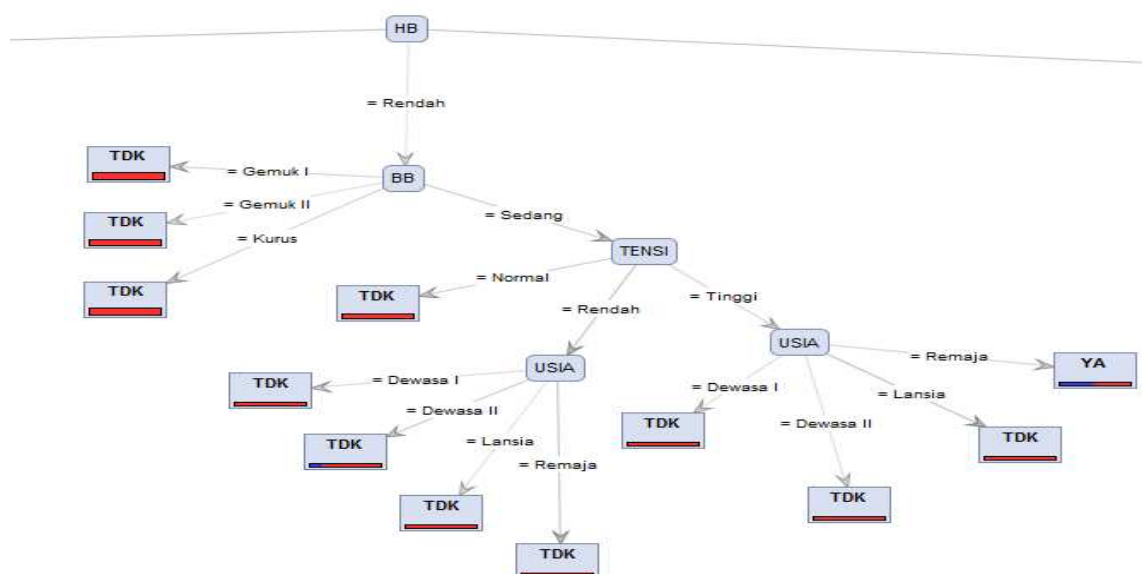 HB
= Rendah
TDK
= Gemuk I
BB
= Gemuk II
TDK
= Sedang
= Kurus
TENSI
TDK
= Normal
TDK
= Tinggi
= Rendah
USIA
= Remaja
YA
USIA
TDK
= Dewasa I
= Dewasa I
= Lansia
= Dewasa II
TDK
= Dewasa II
TDK
= Lansia
TDK
= Remaja
TDK
TDK
TDK